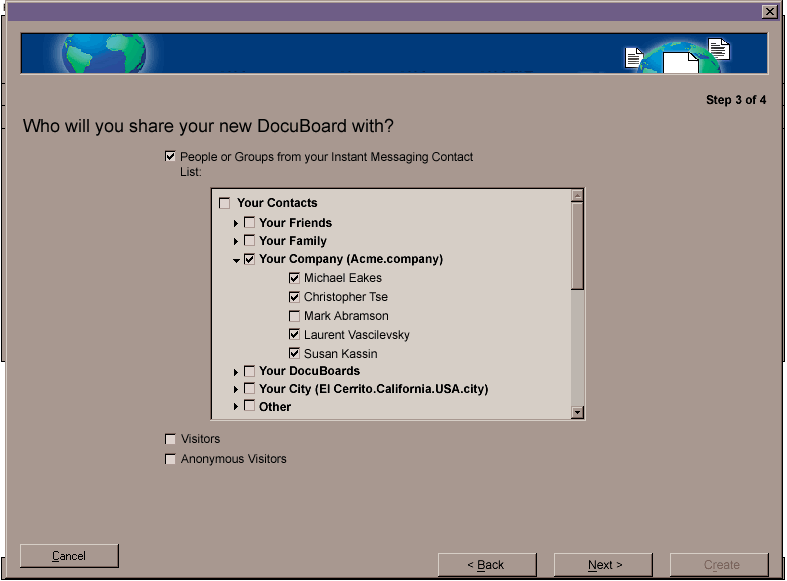 Step 3 of 4
Who will you share your new DocuBoard with?
People or Groups from your Instant Messaging Contact
List:
Your Contacts
Your Friends
Your Family
Your Company (Acme.company)
Michael Eakes
Christopher Tse
Mark Abramson
Laurent Vascilevsky
Susan Kassin
Your DocuBoards
Your City (El Cerrito.California.USA.city)
Other
Visitors
Anonymous Visitors
Cancel
< Back
Next >
Create